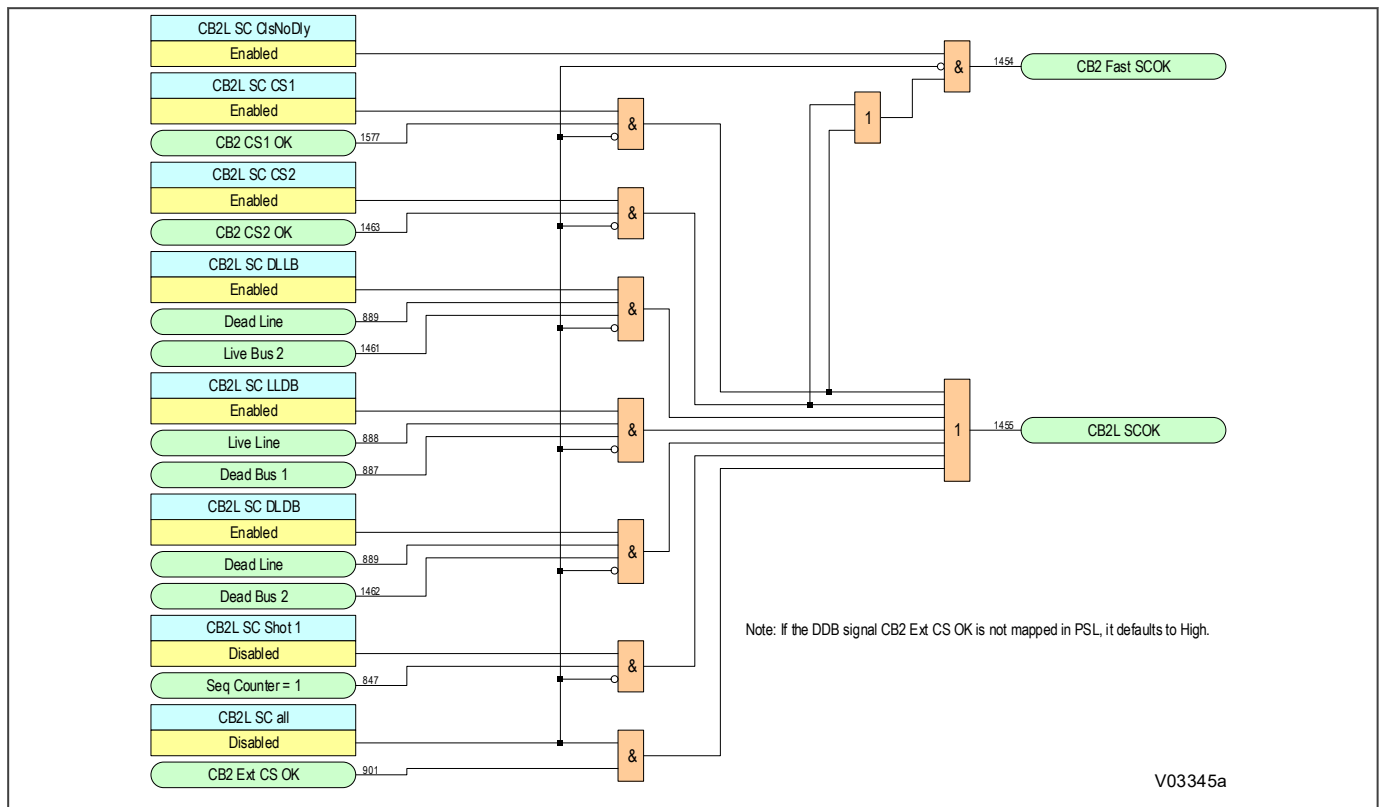 CB2L SC ClsNoDly
Enabled
&
1454
CB2 Fast SCOK
CB2L SC CS1
Enabled
1
&
CB2 CS1 OK
1577
CB2L SC CS2
Enabled
&
CB2 CS2 OK
1463
CB2L SC DLLB
Enabled
&
Dead Line
889
Live Bus 2
1461
CB2L SC LLDB
Enabled
&
1
1455
CB2L SCOK
Live Line
888
Dead Bus 1
887
CB2L SC DLDB
Enabled
&
Dead Line
889
Dead Bus 2
1462
CB2L SC Shot 1
Note: If the DDB signal CB2 Ext CS OK is not mapped in PSL, it defaults to High.
Disabled
&
Seq Counter = 1
847
CB2L SC all
Disabled
&
CB2 Ext CS OK
901
V03345a